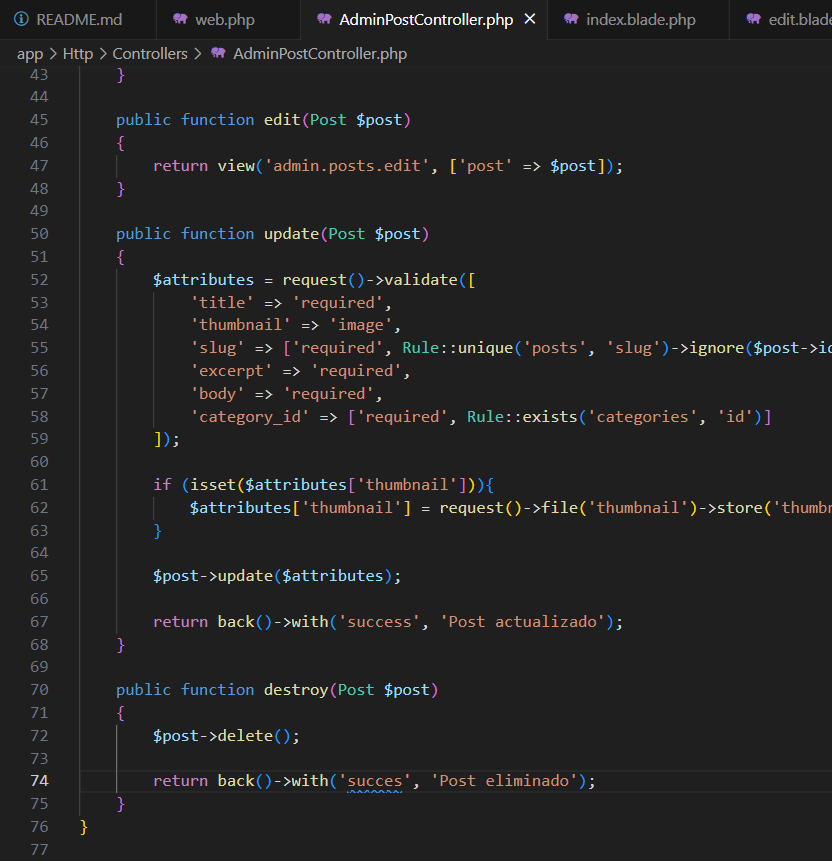 README.md web.php AdminPostController.php index.blade.php edit.blade
app > Http > Controllers > AdminPostController.php
43 }
44
45 public function edit(Post $post)
46 {
47 return view('admin.posts.edit', ['post' => $post]);
48 }
49
50 public function update(Post $post)
51 {
52 $attributes = request()->validate([
53 'title' => 'required',
54 'thumbnail' => 'image',
55 'slug' => ['required', Rule::unique('posts', 'slug')->ignore($post->id
56 'excerpt' => 'required',
57 'body' => 'required',
58 'category_id' => ['required', Rule::exists('categories', 'id')]
59 ]);
60
61 if (isset($attributes['thumbnail'])){
62 $attributes['thumbnail'] = request()->file('thumbnail')->store('thumbn
63 }
64
65 $post->update($attributes);
66
67 return back()->with('success', 'Post actualizado');
68 }
69
70 public function destroy(Post $post)
71 {
72 $post->delete();
73
74 return back()->with('succes', 'Post eliminado');
75 }
76 }
77